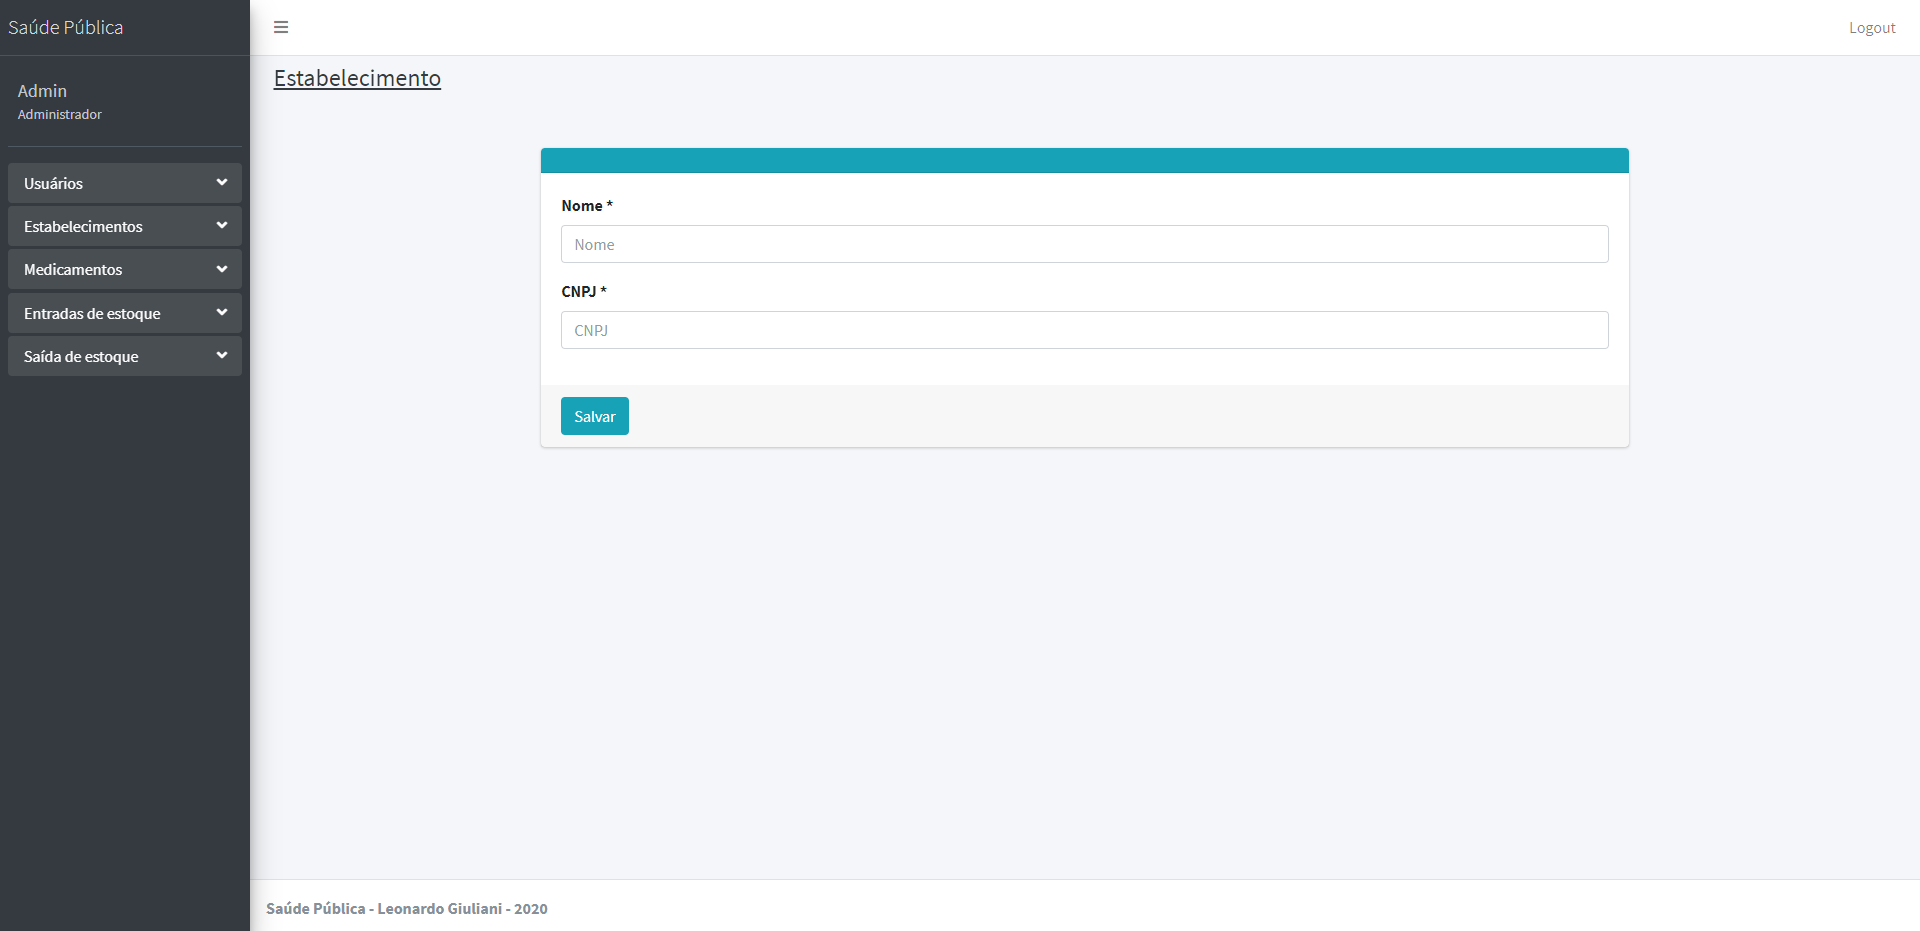 Saúde Pública
Logout
Admin
Administrador
Usuários
Estabelecimentos
Medicamentos
Entradas de estoque
Saída de estoque
Estabelecimento
Nome *
Nome
CNPJ *
CNPJ
Salvar
Saúde Pública - Leonardo Giuliani - 2020